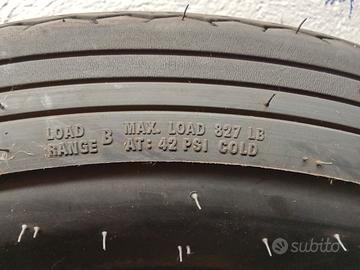 LOAD RANGE B MAX. LOAD 827 LB
AT: 42 PSI COLD
subito